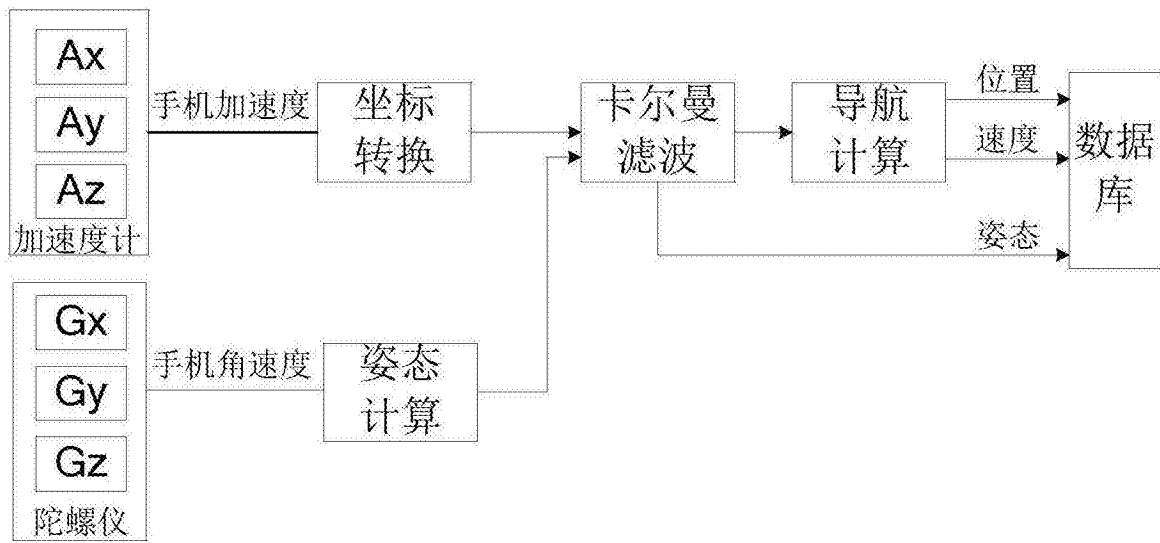 Ax
Ay
Az
加速度计
手机加速度
坐标
转换
Gx
Gy
Gz
陀螺仪
手机角速度
姿态
计算
卡尔曼
滤波
导航
计算
位置
速度
姿态
数据
库